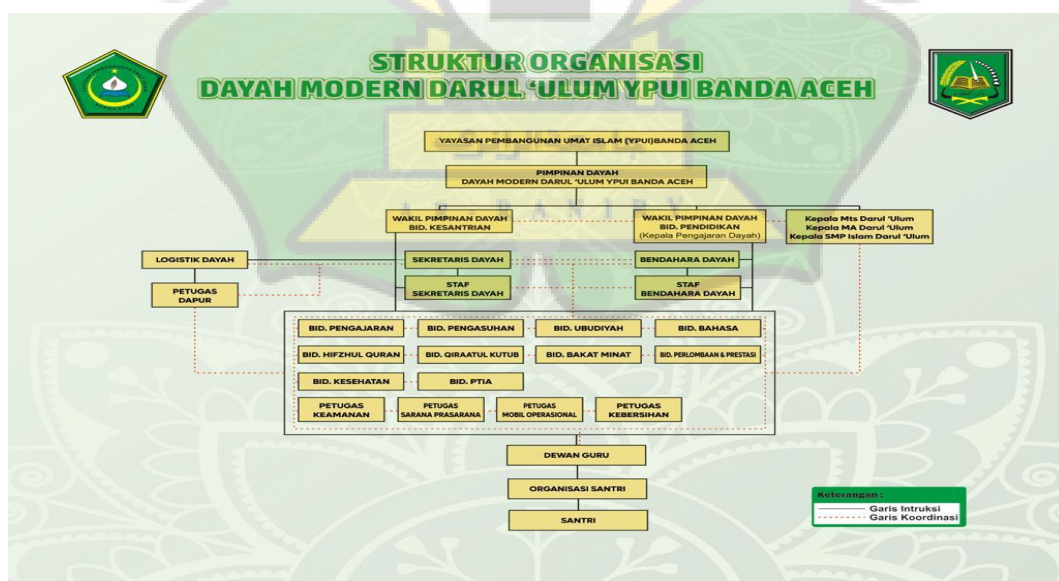 STRUKTUR ORGANISASI
DAYAH MODERN DARUL ‘ULUM YPUI BANDA ACEH
YAYASAN PEMBANGUNAN UMAT ISLAM (YPUI)BANDA ACEH
PIMPINAN DAYAH
DAYAH MODERN DARUL ‘ULUM YPUI BANDA ACEH
WAKIL PIMPINAN DAYAH
BID. KESANTRIAN
WAKIL PIMPINAN DAYAH
BID. PENDIDIKAN
(Kepala Pengajaran Dayah)
Kepala Mts Darul ‘Ulum
Kepala MA Darul ‘Ulum
Kepala SMP Islam Darul ‘Ulum
LOGISTIK DAYAH
SEKRETARIS DAYAH
BENDAHARA DAYAH
PETUGAS
DAPUR
STAF
SEKRETARIS DAYAH
STAF
BENDAHARA DAYAH
BID. PENGAJARAN
BID. PENGASUHAN
BID. UBUDIYAH
BID. BAHASA
BID. HIFZHUL QURAN
BID. QIRAATUL KUTUB
BID. BAKAT MINAT
BID. PERLOMBAAN & PRESTASI
BID. KESEHATAN
BID. PTIA
PETUGAS
KEAMANAN
PETUGAS
SARANA PRASARANA
PETUGAS
MOBIL OPERASIONAL
PETUGAS
KEBERSIHAN
DEWAN GURU
ORGANISASI SANTRI
SANTRI
Keterangan :
Garis Intruksi
Garis Koordinasi